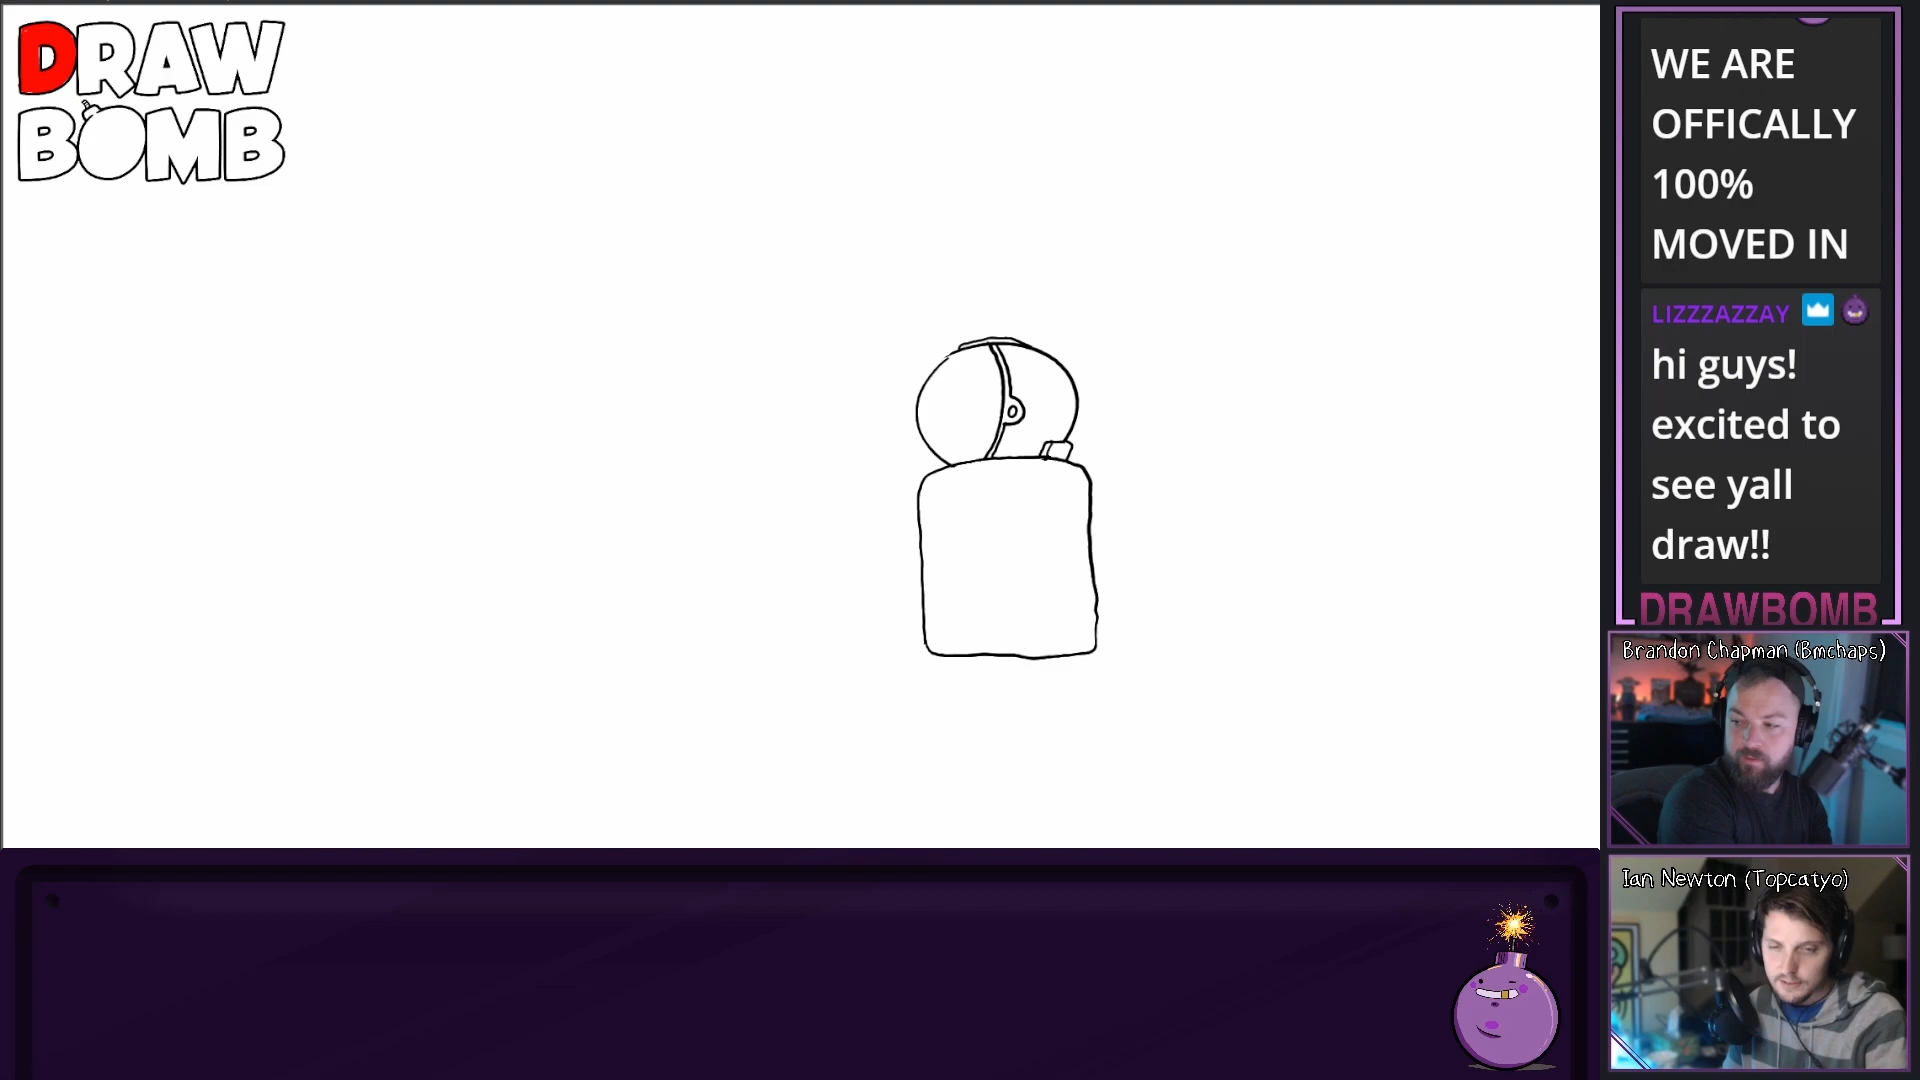 DRAW
BOMB
WE ARE
OFFICALLY
100%
MOVED IN
LIZZZAZZAY
hi guys!
excited to
see yall
draw!!
DRAWBOMB
Brandon Chapman (Bmchaps)
Ian Newton (Topcatyo)